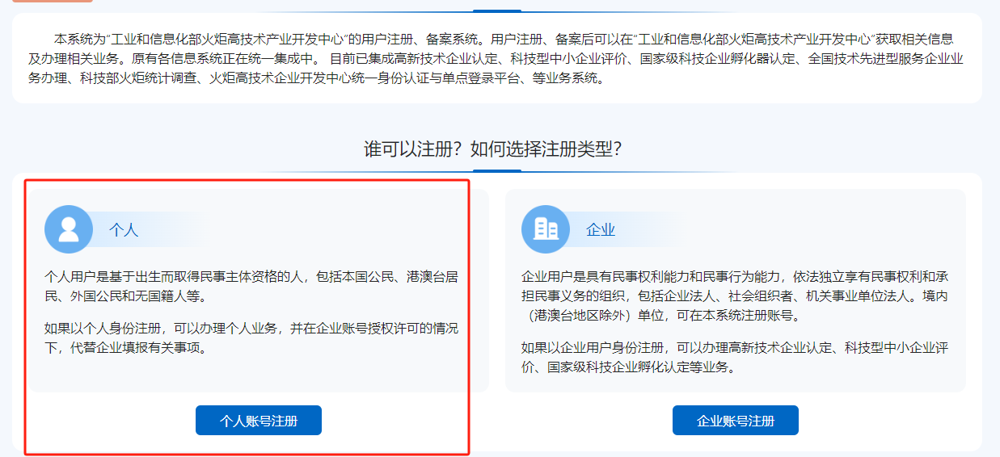 本系统为“工业和信息化部火炬高技术产业开发中心”的用户注册、备案系统。用户注册、备案后可以在“工业和信息化部火炬高技术产业开发中心”获取相关信息
及办理相关业务。原有各信息系统正在统一集成中。 目前已集成高新技术企业认定、科技型中小企业评价、国家级科技企业孵化器认定、全国技术先进型服务企业业
务办理、科技部火炬统计调查、火炬高技术企业开发中心统一身份认证与单点登录平台、等业务系统。
谁可以注册？如何选择注册类型？
个人
个人用户是基于出生而取得民事主体资格的人，包括本国公民、港澳台居
民、外国公民和无国籍人等。
如果以个人身份注册，可以办理个人业务，并在企业账号授权许可的情况
下，代替企业填报有关事项。
个人账号注册
企业
企业用户是具有民事权利能力和民事行为能力，依法独立享有民事权利和承
担民事义务的组织，包括企业法人、社会组织者、机关事业单位法人。境内
（港澳台地区除外）单位，可在本系统注册账号。
如果以企业用户身份注册，可以办理高新技术企业认定、科技型中小企业评
价、国家级科技企业孵化认定等业务。
企业账号注册